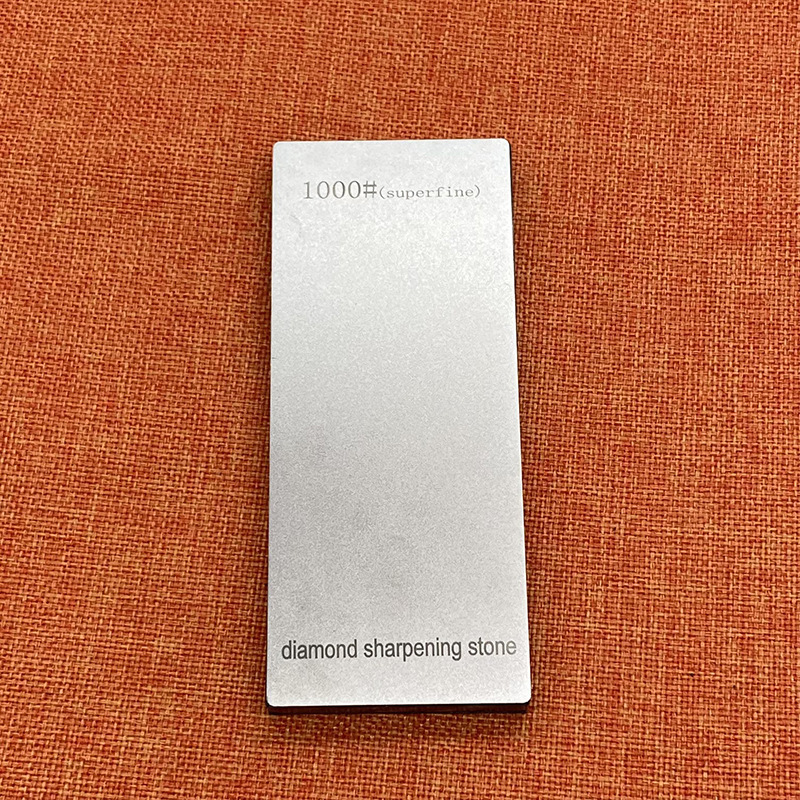 1000#(superfine)
diamond sharpening stone